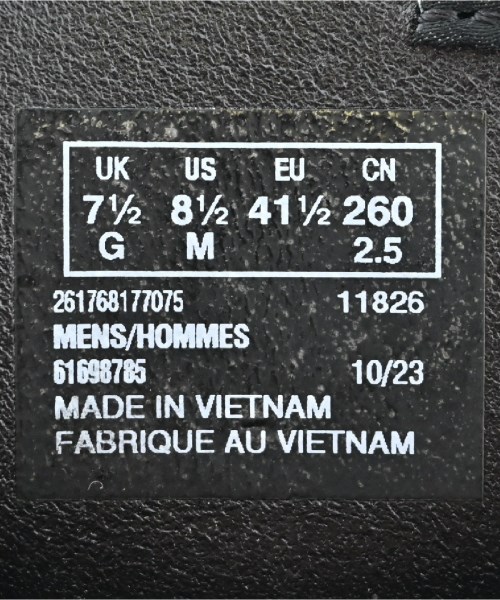 UK US EU CN
7½ 8½ 41½ 260
G M 2.5
261768177075 11826
MENS/HOMMES
61698785 10/23
MADE IN VIETNAM
FABRIQUE AU VIETNAM